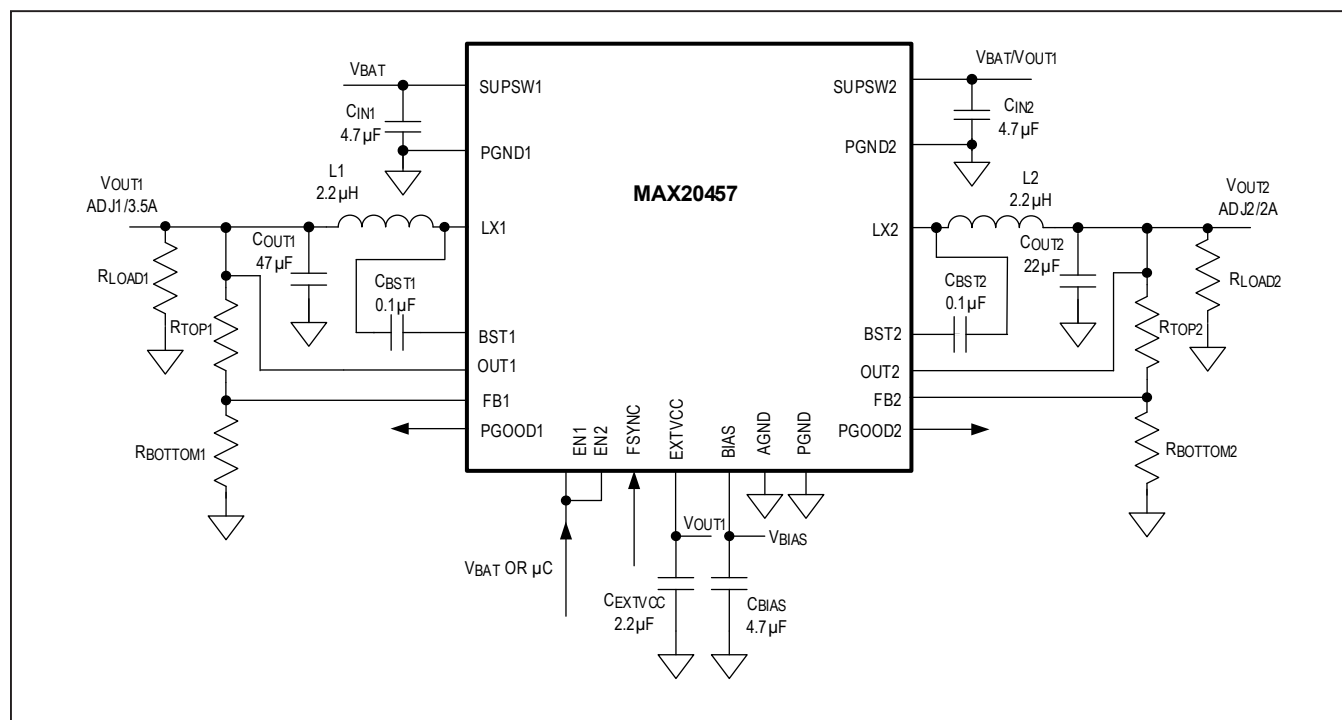 VBAT
SUPSW1
CIN1
4.7µF
PGND1
L1
2.2µH
VOUT1
ADJ1/3.5A
LX1
COUT1
47µF
RLOAD1
CBST1
0.1µF
RTOP1
BST1
OUT1
FB1
PGOOD1
RBOTTOM1
MAX20457
VBAT/VOUT1
SUPSW2
CIN2
4.7µF
PGND2
L2
2.2µH
VOUT2
ADJ2/2A
LX2
COUT2
22µF
CBST2
0.1µF
RLOAD2
BST2
RTOP2
OUT2
FB2
PGOOD2
RBOTTOM2
EN1
EN2
FSYNC
EXTVCC
BIAS
AGND
PGND
VOUT1
VBIAS
VBAT OR µC
CEXTVCC
2.2µF
CBIAS
4.7µF